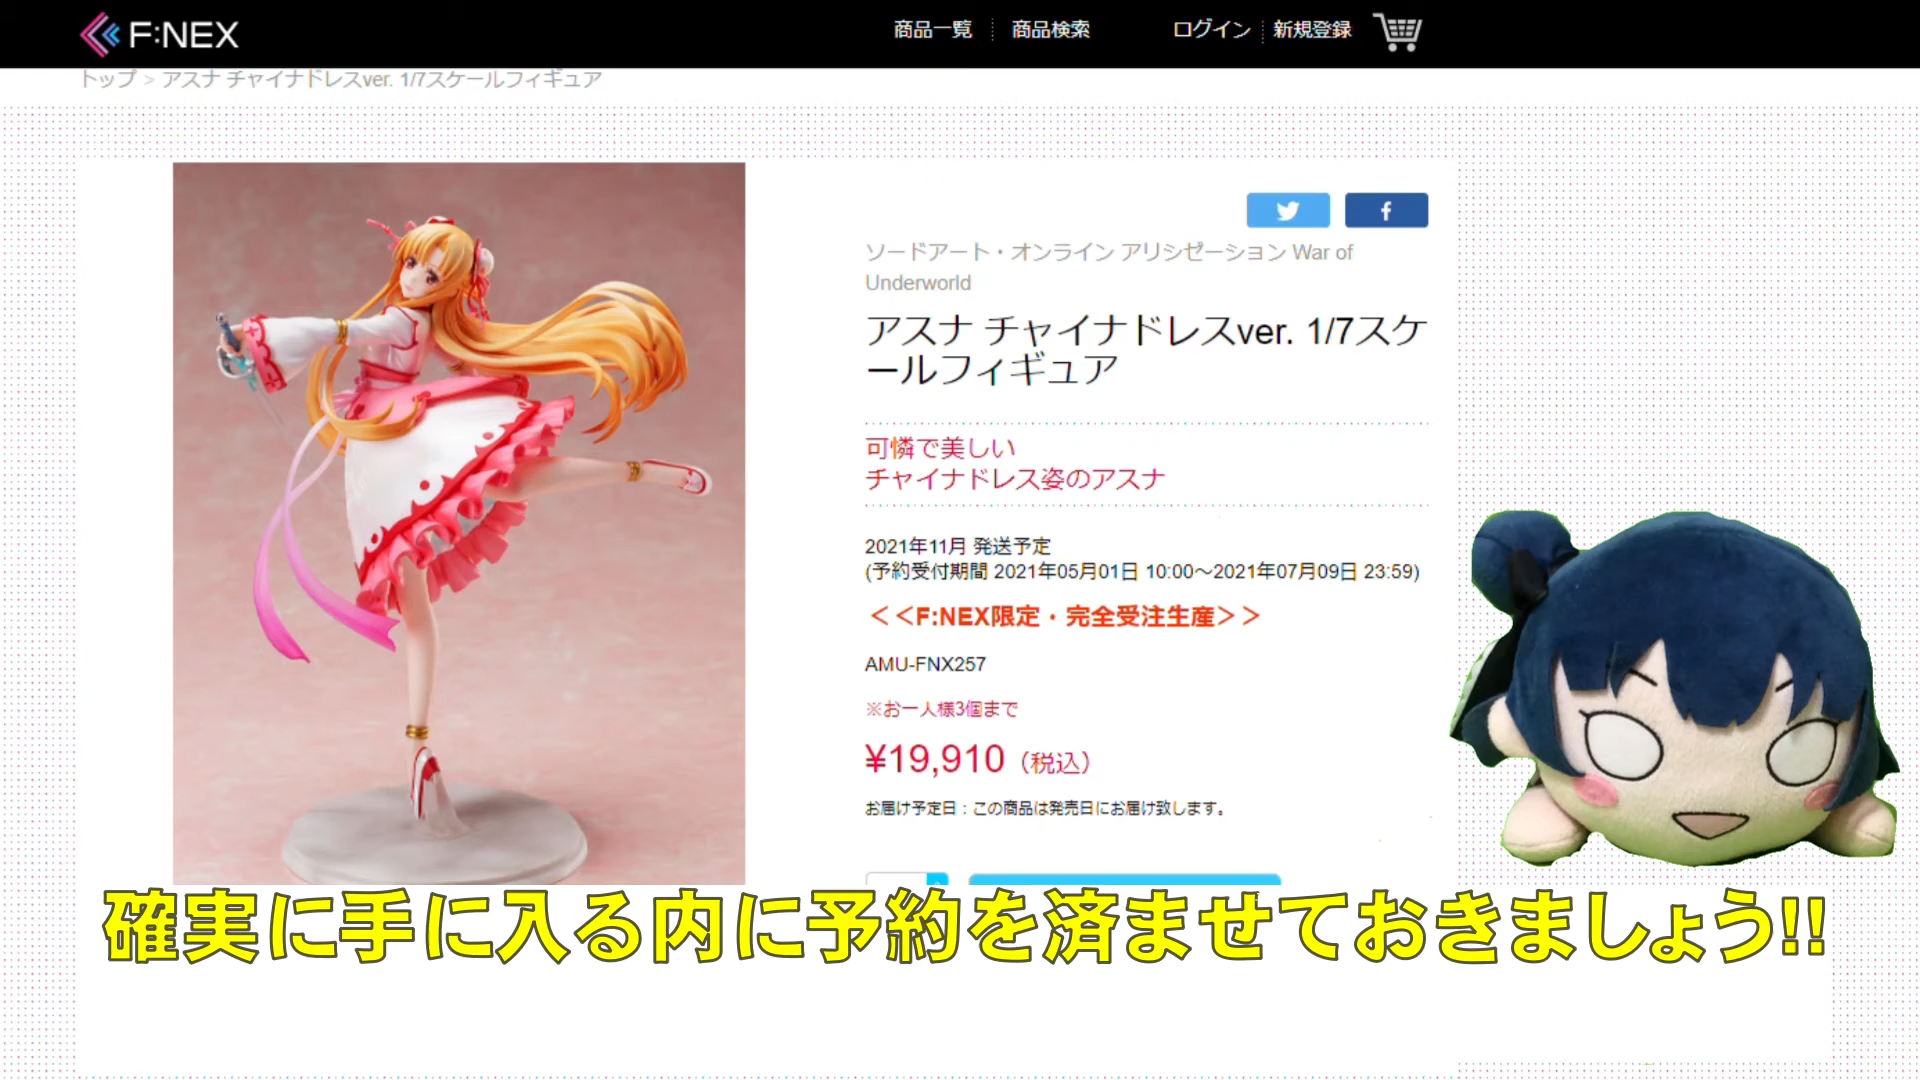 F:NEX
商品一覧
商品検索
ログイン
新規登録
トップ > アスナ チャイナドレスver. 1/7スケールフィギュア
ソードアート・オンライン アリシゼーション War of
Underworld
アスナ チャイナドレスver. 1/7スケ
ールフィギュア
可憐で美しい
チャイナドレス姿のアスナ
2021年11月 発送予定
(予約受付期間 2021年05月01日 10:00～2021年07月09日 23:59)
＜＜F:NEX限定・完全受注生産＞＞
AMU-FNX257
※お一人様3個まで
¥19,910（税込）
お届け予定日：この商品は発売日にお届け致します。
確実に手に入る内に予約を済ませておきましょう!!